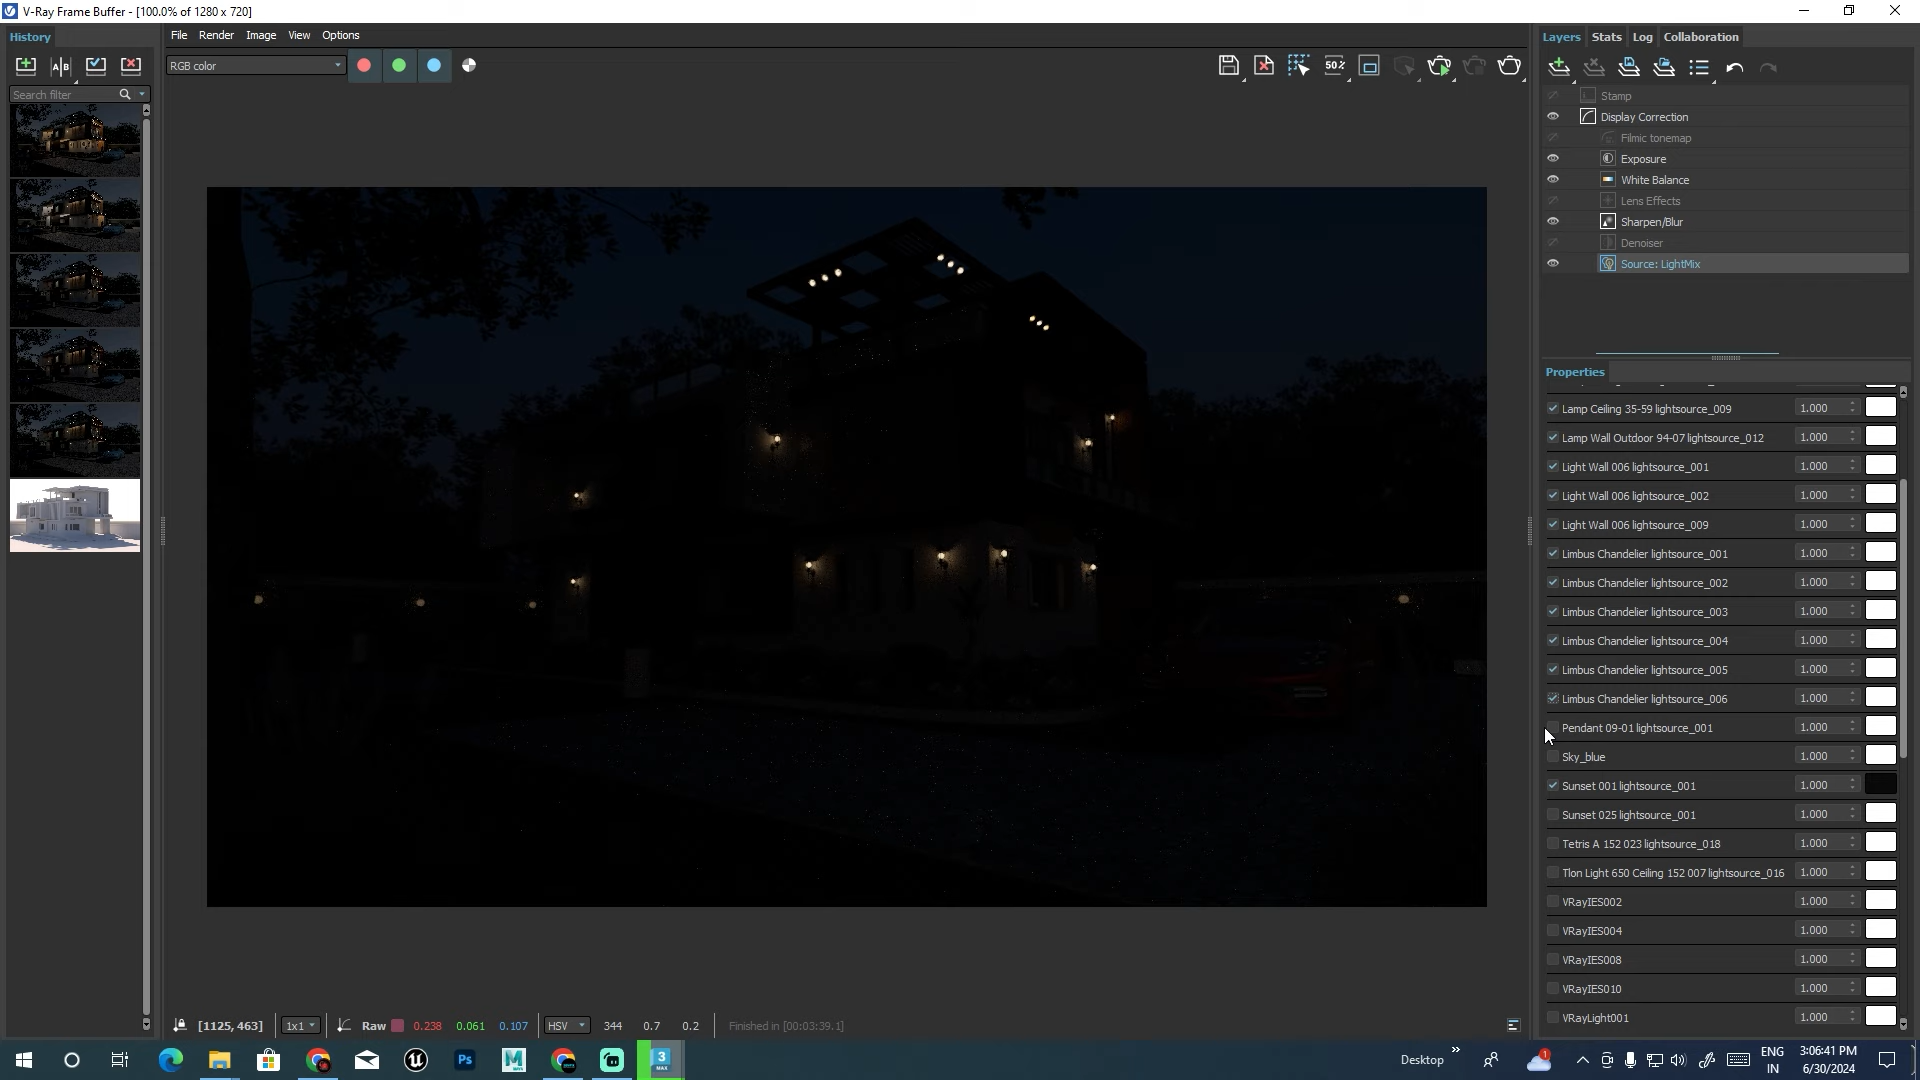 V-Ray Frame Buffer - [100.0% of 1280 x 720]
History
File Render Image View Options
Layers Stats Log Collaboration
RGB color
A|B
50%
Search filter
Stamp
Display Correction
Filmic tonemap
Exposure
White Balance
Lens Effects
Sharpen/Blur
Denoiser
Source: LightMix
Properties
Lamp Ceiling 35-59 lightsource_009 1.000
Lamp Wall Outdoor 94-07 lightsource_012 1.000
Light Wall 006 lightsource_001 1.000
Light Wall 006 lightsource_002 1.000
Light Wall 006 lightsource_009 1.000
Limbus Chandelier lightsource_001 1.000
Limbus Chandelier lightsource_002 1.000
Limbus Chandelier lightsource_003 1.000
Limbus Chandelier lightsource_004 1.000
Limbus Chandelier lightsource_005 1.000
Limbus Chandelier lightsource_006 1.000
Pendant 09-01 lightsource_001 1.000
Sky_blue 1.000
Sunset 001 lightsource_001 1.000
Sunset 025 lightsource_001 1.000
Tetris A 152 023 lightsource_018 1.000
Tlon Light 650 Ceiling 152 007 lightsource_016 1.000
VRayIES002 1.000
VRayIES004 1.000
VRayIES008 1.000
VRayIES010 1.000
VRayLight001 1.000
[1125, 463] 1x1 Raw 0.238 0.061 0.107 HSV 344 0.7 0.2 Finished in [00:03:39.1]
Ps
M
3
MAX
Desktop
1
ENG
IN
3:06:41 PM
6/30/2024